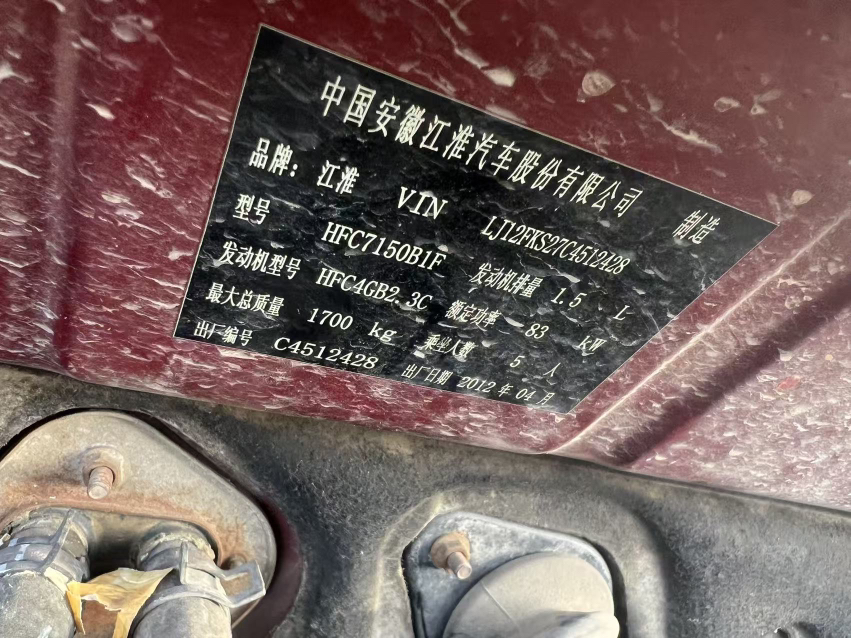 中国安徽江淮汽车股份有限公司 制造
品牌: 江淮 VIN LJ12FKS27C4512428
型号 HFC7150B1F 发动机排量 1.5 L
发动机型号 HFC4GB2.3C 额定功率 83 kW
最大总质量 1700 kg 乘坐人数 5 人
出厂编号 C4512428 出厂日期 2012 年 04 月